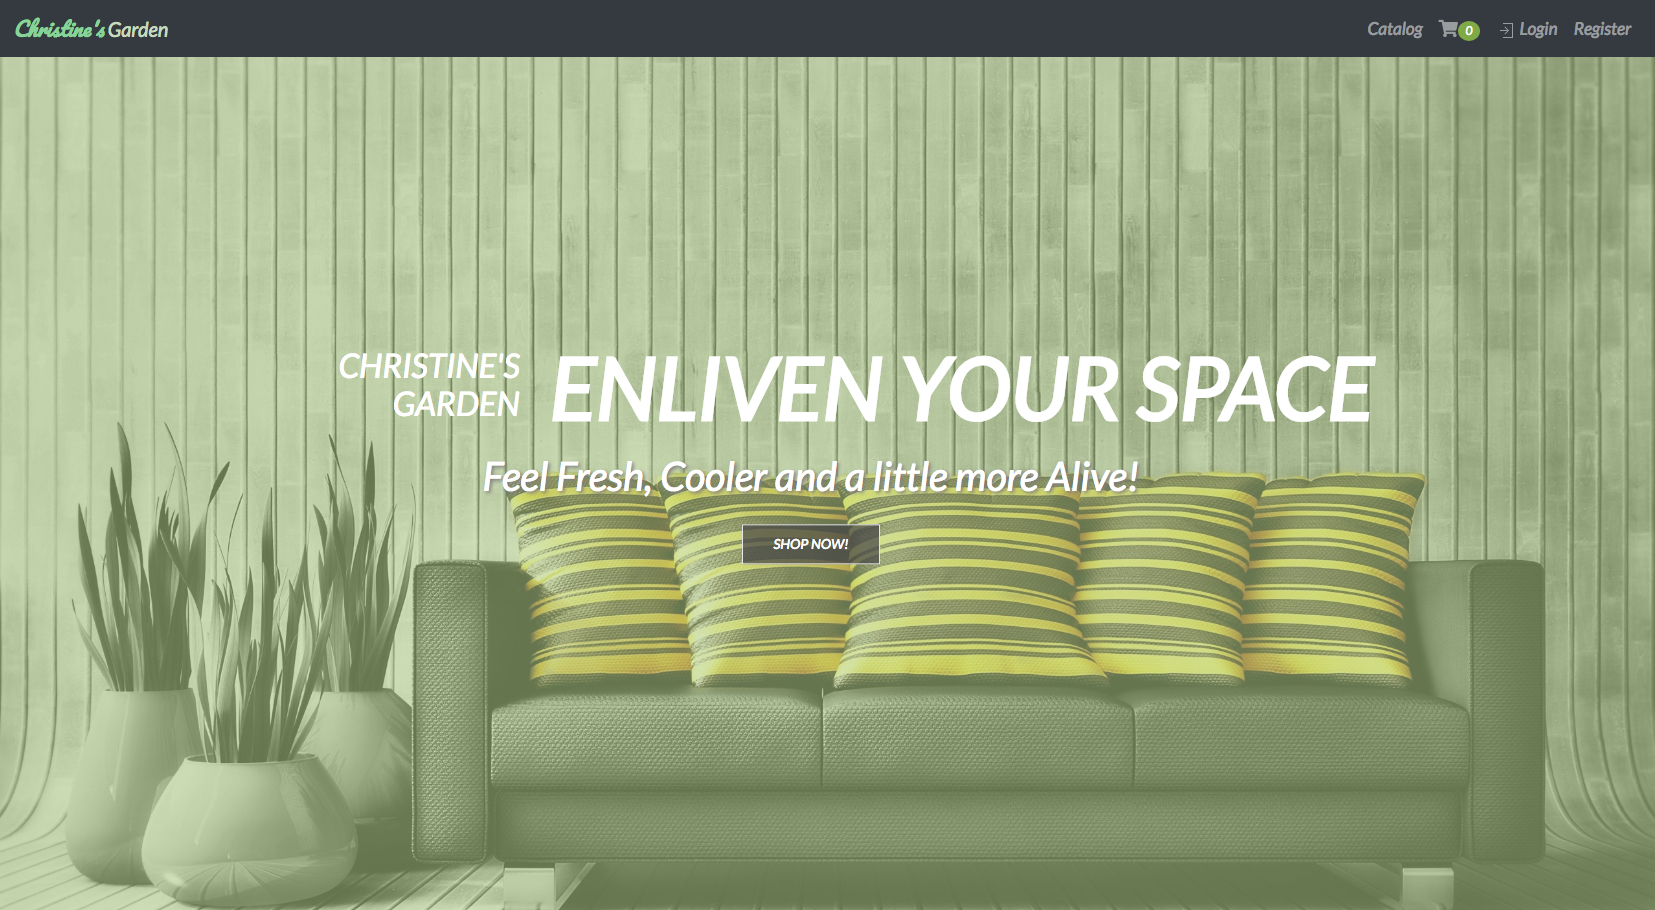 Christine's Garden
Catalog 0 Login Register
CHRISTINE'S
GARDEN
ENLIVEN YOUR SPACE
Feel Fresh, Cooler and a little more Alive!
SHOP NOW!